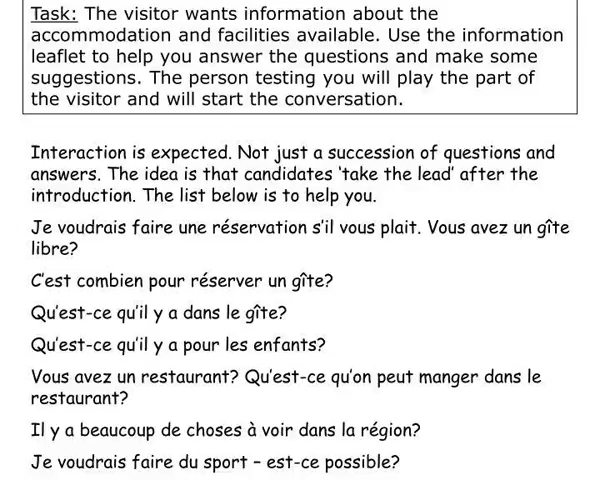 Task: The visitor wants information about the
accommodation and facilities available. Use the information
leaflet to help you answer the questions and make some
suggestions. The person testing you will play the part of
the visitor and will start the conversation.
Interaction is expected. Not just a succession of questions and
answers. The idea is that candidates ‘take the lead’ after the
introduction. The list below is to help you.
Je voudrais faire une réservation s’il vous plait. Vous avez un gîte
libre?
C’est combien pour réserver un gîte?
Qu’est-ce qu’il y a dans le gîte?
Qu’est-ce qu’il y a pour les enfants?
Vous avez un restaurant? Qu’est-ce qu’on peut manger dans le
restaurant?
Il y a beaucoup de choses à voir dans la région?
Je voudrais faire du sport – est-ce possible?